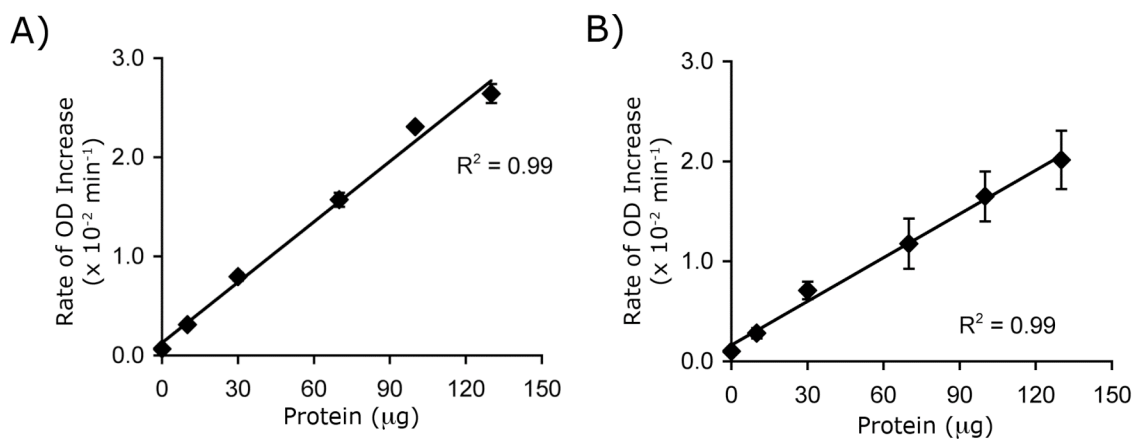 A)
3.0
2.0
1.0
0.0
Rate of OD Increase
(x 10⁻² min⁻¹)
R² = 0.99
0 30 60 90 120 150
Protein (μg)
B)
3.0
2.0
1.0
0.0
Rate of OD Increase
(x 10⁻² min⁻¹)
R² = 0.99
0 30 60 90 120 150
Protein (μg)